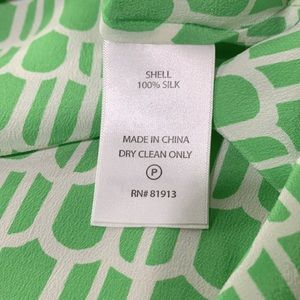 SHELL
100% SILK
MADE IN CHINA
DRY CLEAN ONLY
P
RN# 81913